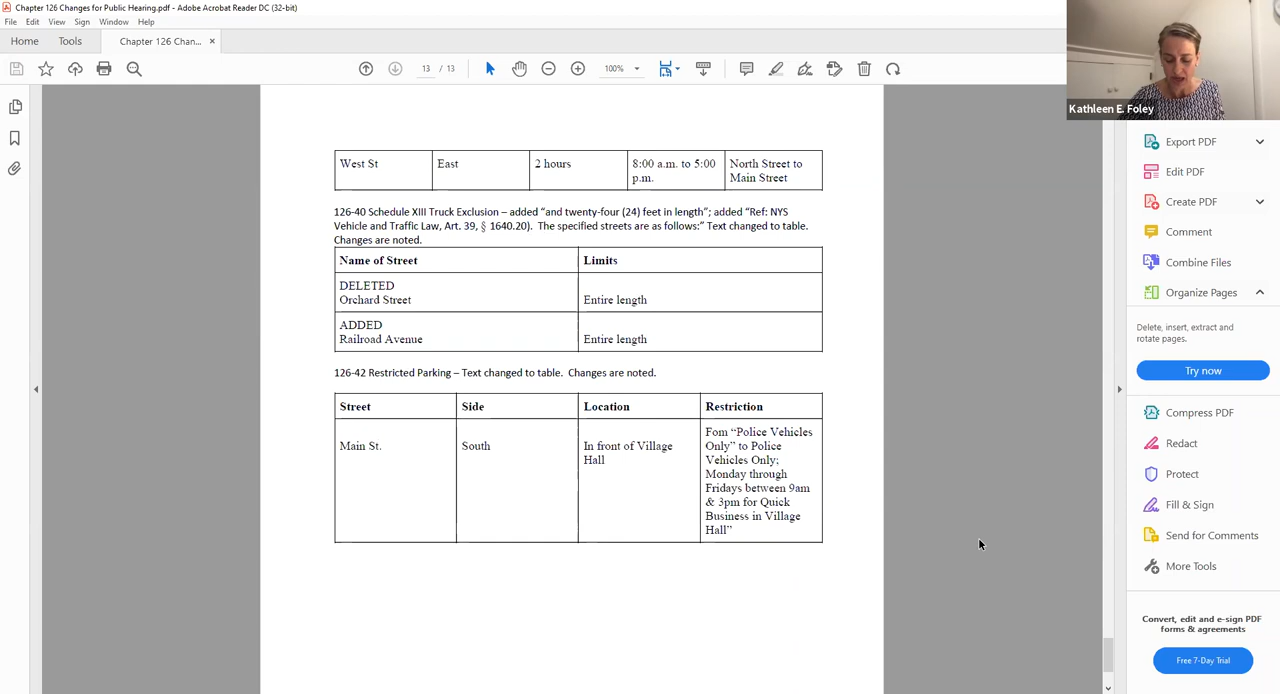 Chapter 126 Changes for Public Hearing.pdf - Adobe Acrobat Reader DC (32-bit)
File Edit View Sign Window Help
Home Tools Chapter 126 Chan... ×
13 / 13 100%
Kathleen E. Foley
West St East 2 hours 8:00 a.m. to 5:00 North Street to
p.m. Main Street
126-40 Schedule XIII Truck Exclusion – added “and twenty-four (24) feet in length”; added “Ref: NYS
Vehicle and Traffic Law, Art. 39, § 1640.20). The specified streets are as follows:” Text changed to table.
Changes are noted.
Name of Street Limits
DELETED
Orchard Street Entire length
ADDED
Railroad Avenue Entire length
126-42 Restricted Parking – Text changed to table. Changes are noted.
Street Side Location Restriction
Main St. South In front of Village
Hall
Fom “Police Vehicles
Only” to Police
Vehicles Only;
Monday through
Fridays between 9am
& 3pm for Quick
Business in Village
Hall”
Export PDF
Edit PDF
Create PDF
Comment
Combine Files
Organize Pages
Delete, insert, extract and
rotate pages.
Try now
Compress PDF
Redact
Protect
Fill & Sign
Send for Comments
More Tools
Convert, edit and e-sign PDF
forms & agreements
Free 7-Day Trial